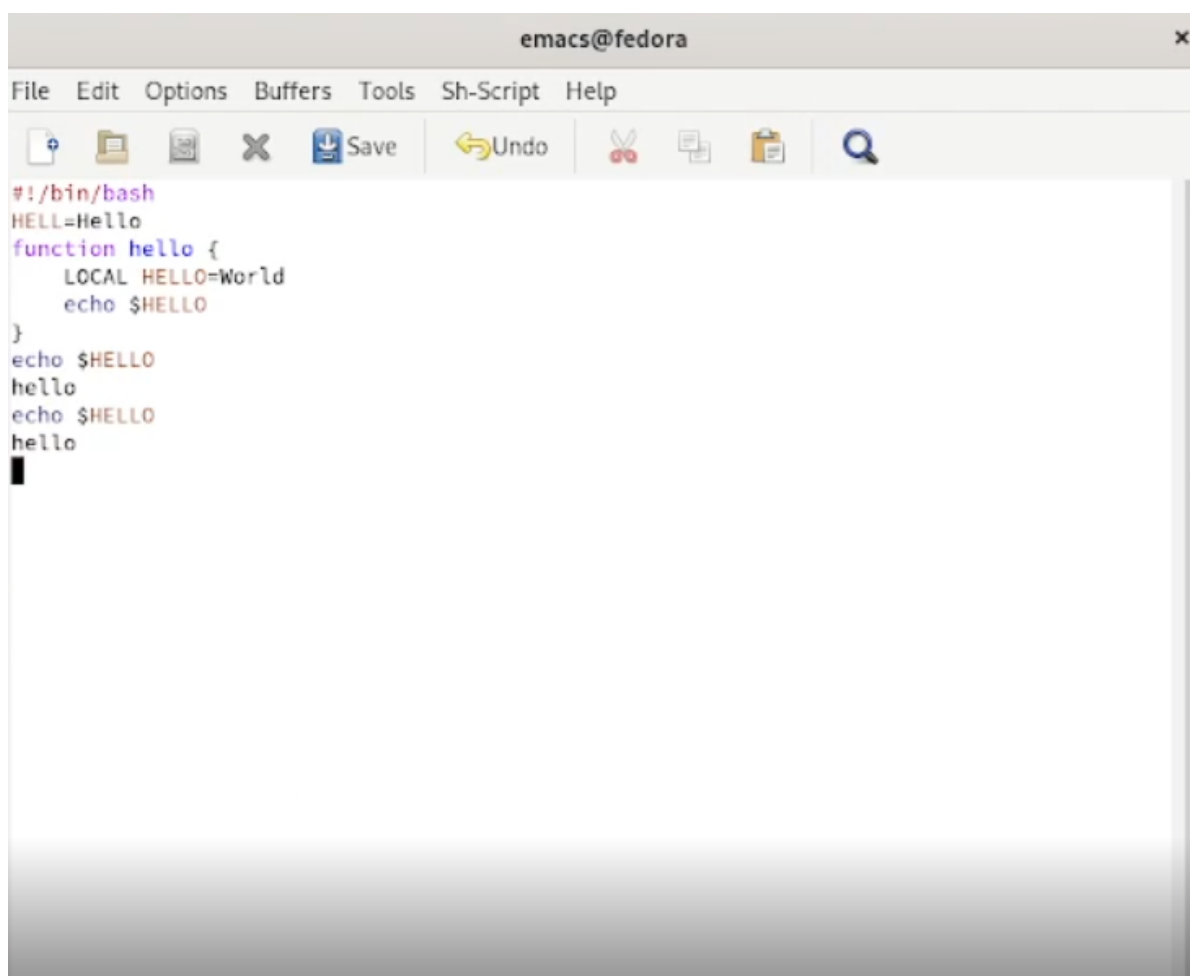 emacs@fedora ×
File Edit Options Buffers Tools Sh-Script Help
Save Undo
#!/bin/bash
HELL=Hello
function hello {
    LOCAL HELLO=World
    echo $HELLO
}
echo $HELLO
hello
echo $HELLO
hello